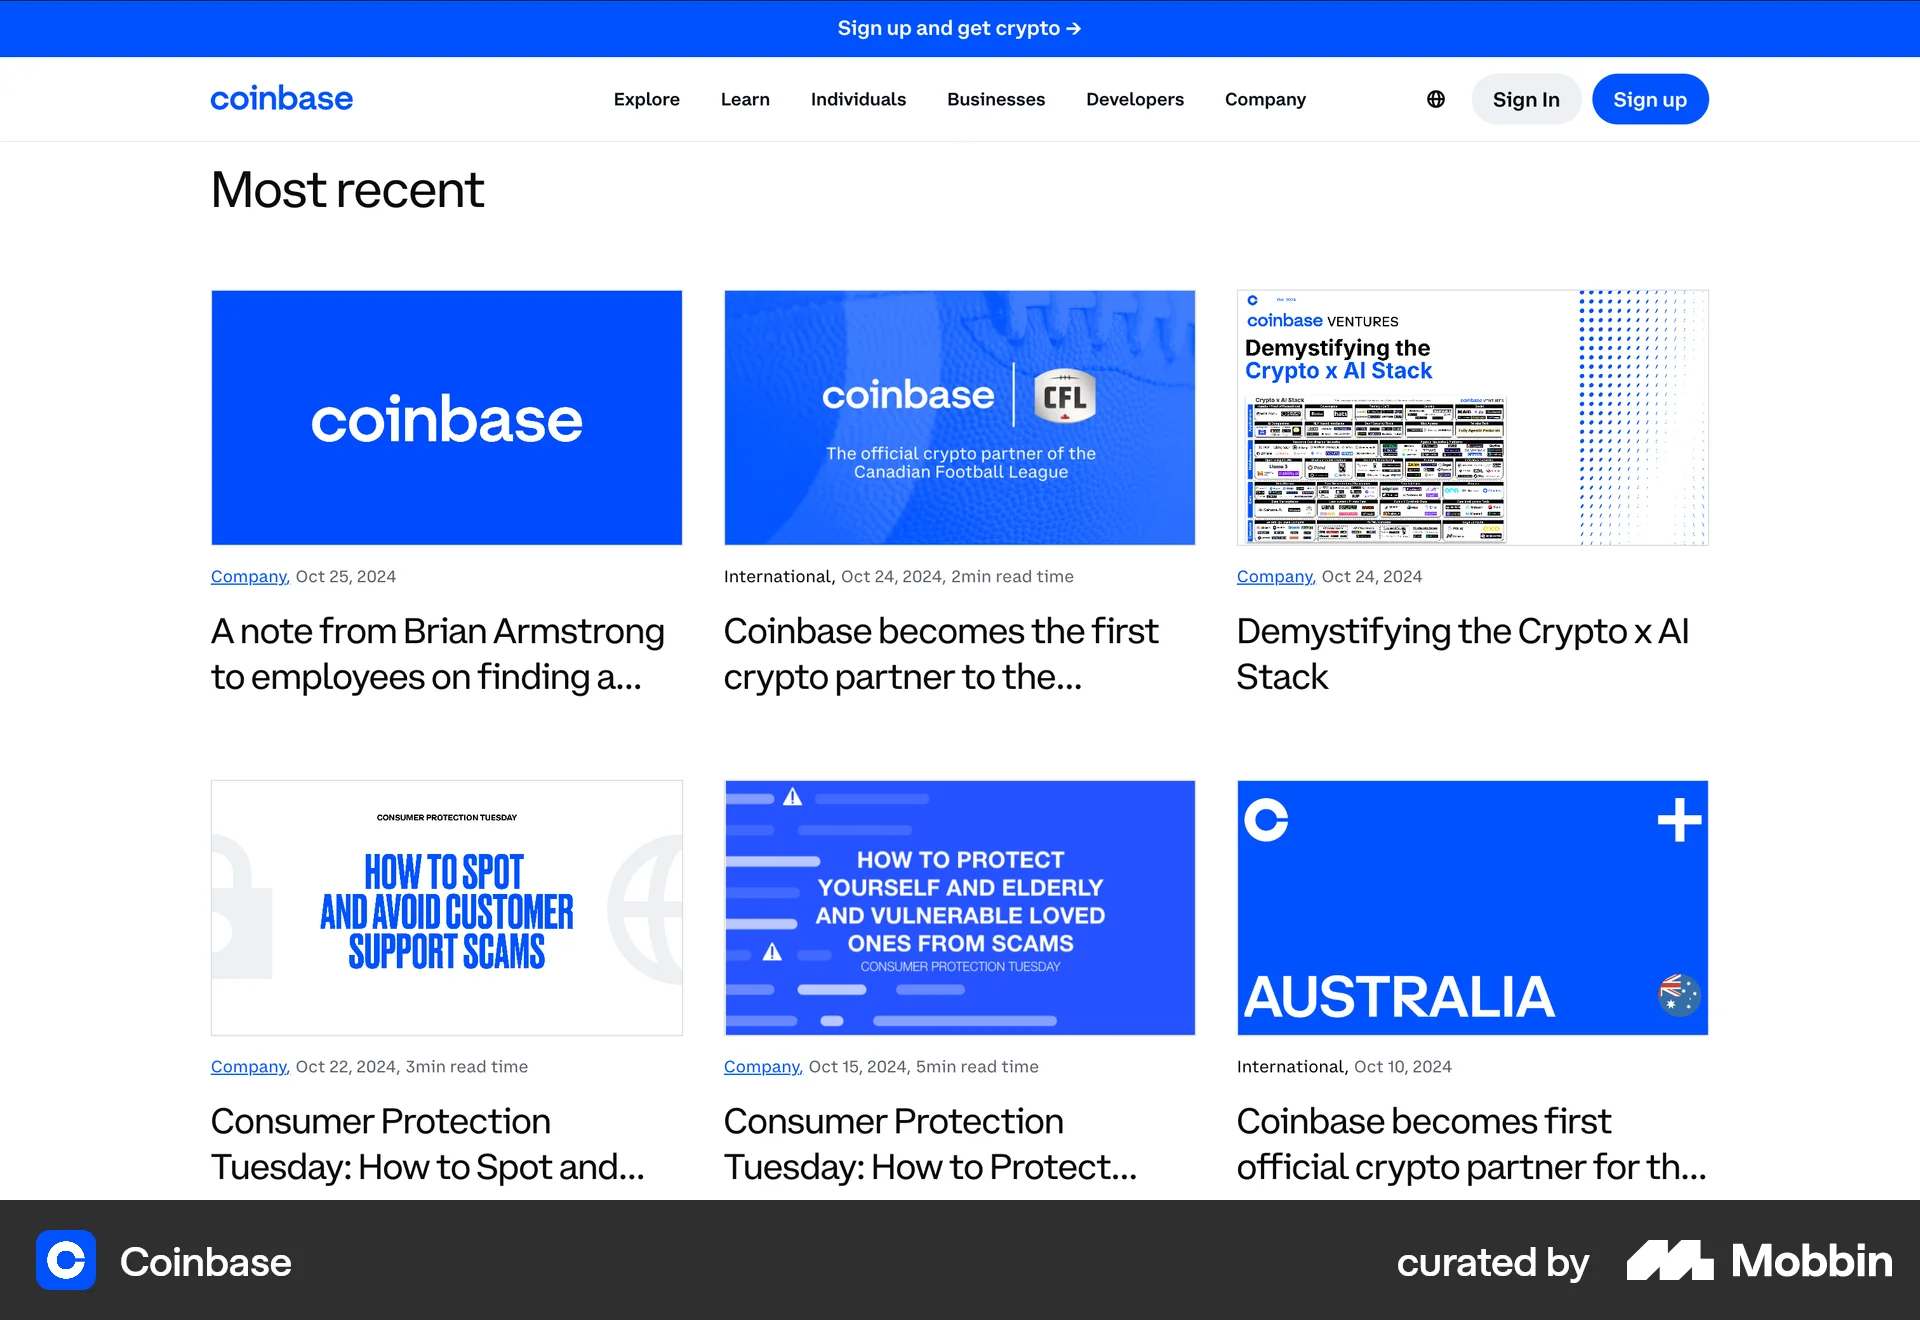 Sign up and get crypto →
coinbase
Explore
Learn
Individuals
Businesses
Developers
Company
Sign In
Sign up
Most recent
coinbase
Company, Oct 25, 2024
A note from Brian Armstrong
to employees on finding a...
coinbase | CFL
The official crypto partner of the
Canadian Football League
International, Oct 24, 2024, 2min read time
Coinbase becomes the first
crypto partner to the...
Oct 2024
coinbase VENTURES
Demystifying the
Crypto x AI Stack
Crypto x AI Stack
coinbase VENTURES
Company, Oct 24, 2024
Demystifying the Crypto x AI
Stack
CONSUMER PROTECTION TUESDAY
HOW TO SPOT
AND AVOID CUSTOMER
SUPPORT SCAMS
Company, Oct 22, 2024, 3min read time
Consumer Protection
Tuesday: How to Spot and...
HOW TO PROTECT
YOURSELF AND ELDERLY
AND VULNERABLE LOVED
ONES FROM SCAMS
CONSUMER PROTECTION TUESDAY
Company, Oct 15, 2024, 5min read time
Consumer Protection
Tuesday: How to Protect...
AUSTRALIA
International, Oct 10, 2024
Coinbase becomes first
official crypto partner for th...
Coinbase
curated by
Mobbin